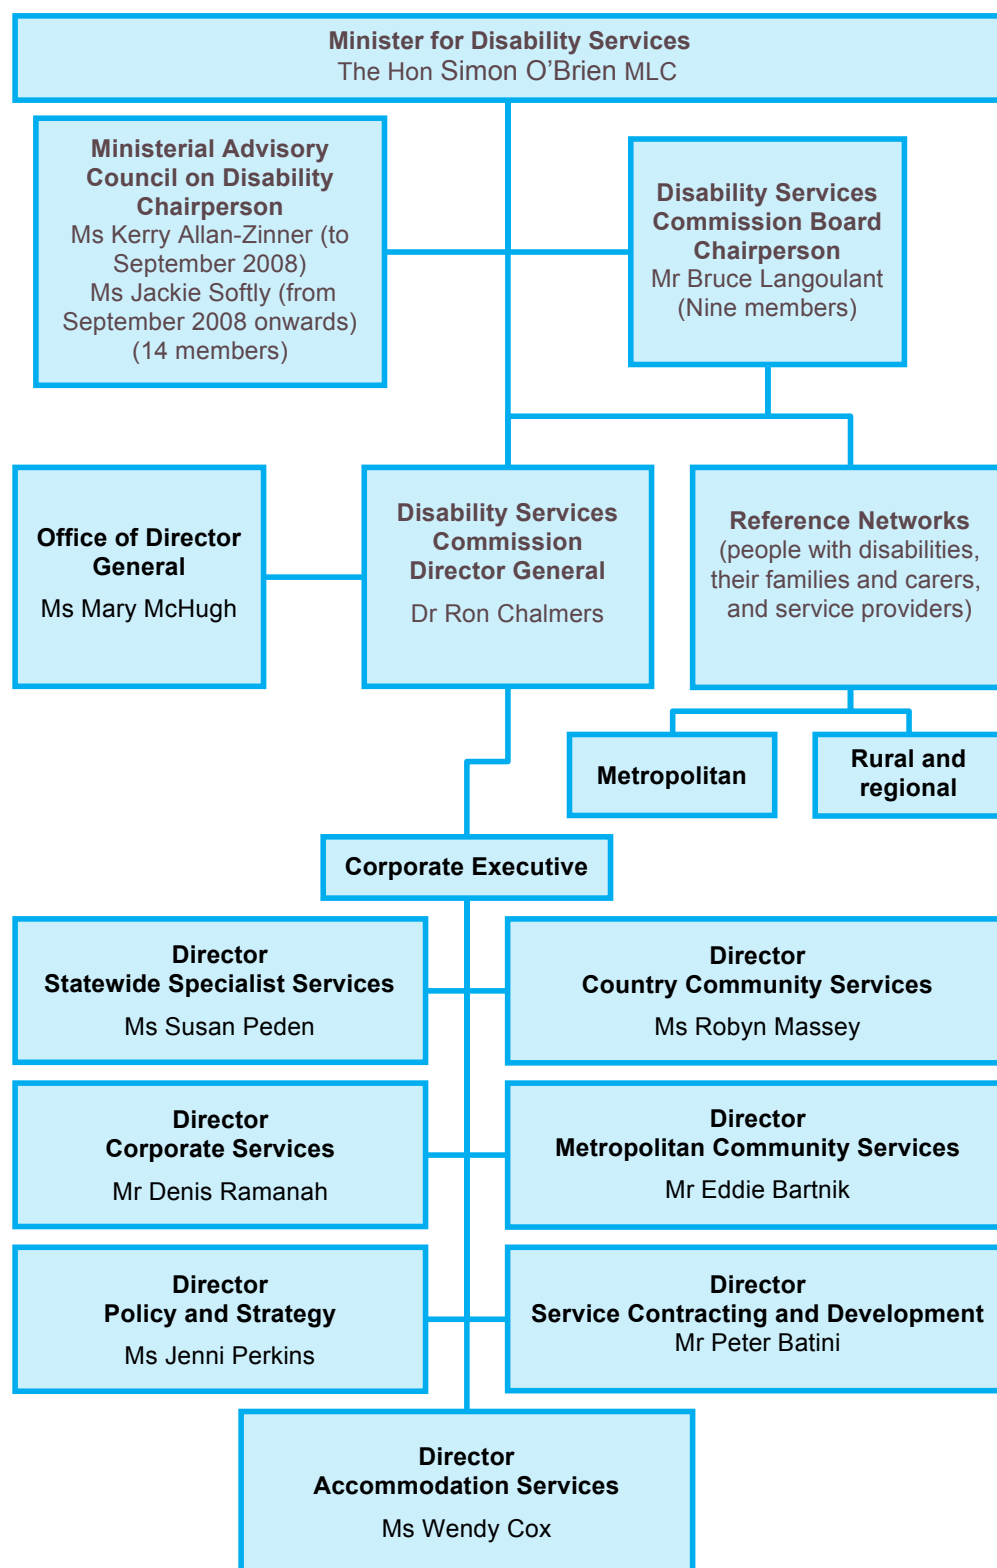 Minister for Disability Services
The Hon Simon O’Brien MLC
Ministerial Advisory
Council on Disability
Chairperson
Ms Kerry Allan-Zinner (to
September 2008)
Ms Jackie Softly (from
September 2008 onwards)
(14 members)
Disability Services
Commission Board
Chairperson
Mr Bruce Langoulant
(Nine members)
Office of Director
General
Ms Mary McHugh
Disability Services
Commission
Director General
Dr Ron Chalmers
Reference Networks
(people with disabilities,
their families and carers,
and service providers)
Metropolitan
Rural and
regional
Corporate Executive
Director
Statewide Specialist Services
Ms Susan Peden
Director
Country Community Services
Ms Robyn Massey
Director
Corporate Services
Mr Denis Ramanah
Director
Metropolitan Community Services
Mr Eddie Bartnik
Director
Policy and Strategy
Ms Jenni Perkins
Director
Service Contracting and Development
Mr Peter Batini
Director
Accommodation Services
Ms Wendy Cox